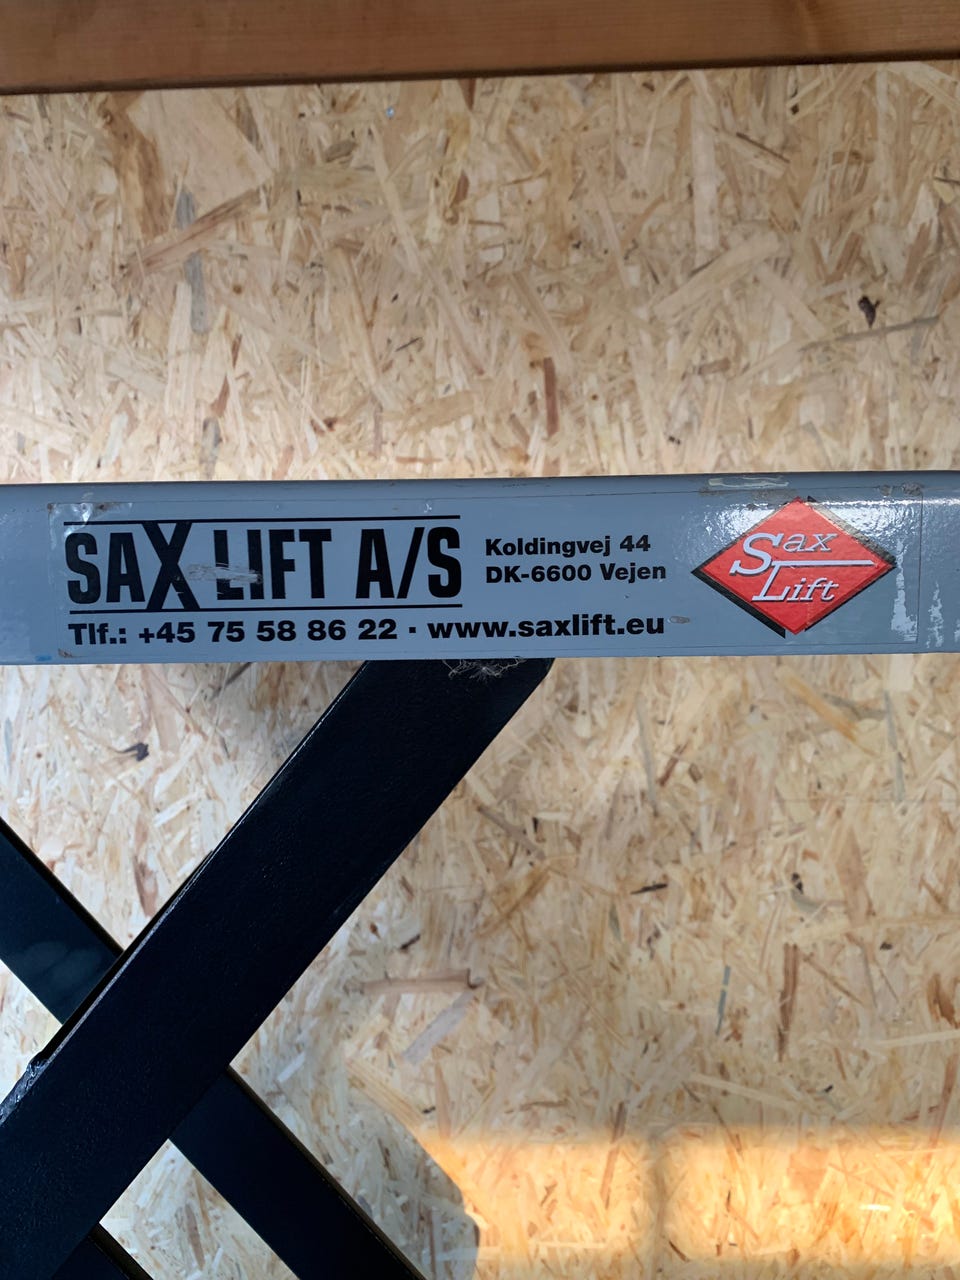 SAX LIFT A/S
Koldingvej 44
DK-6600 Vejen
Tlf.: +45 75 58 86 22 · www.saxlift.eu
Sax
Lift